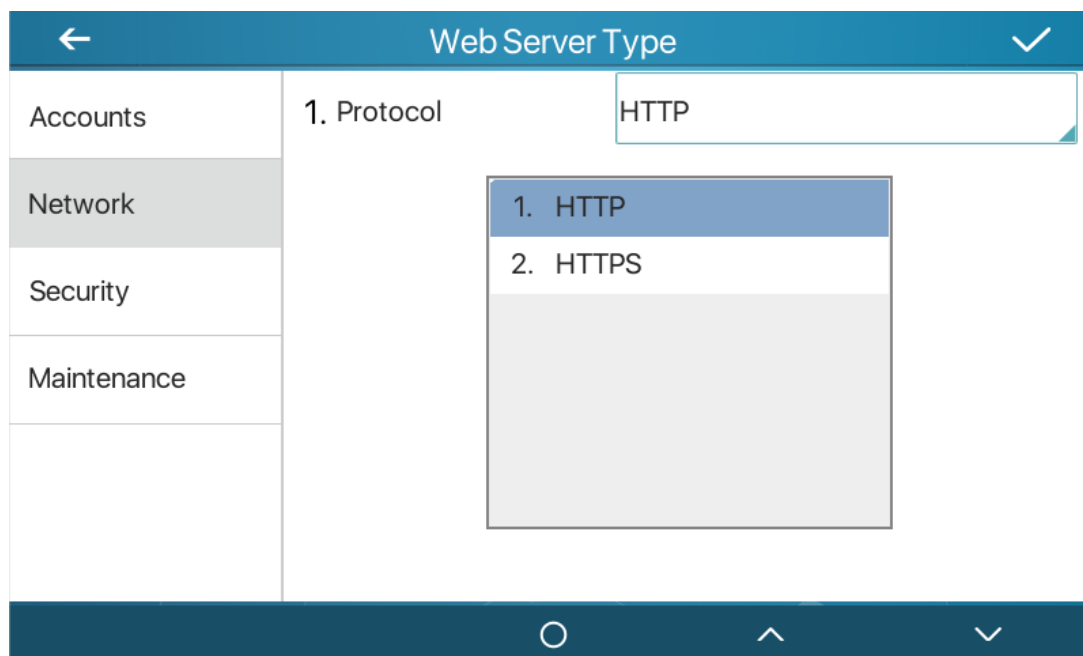 Web Server Type
Accounts
Network
Security
Maintenance
1. Protocol
HTTP
1. HTTP
2. HTTPS